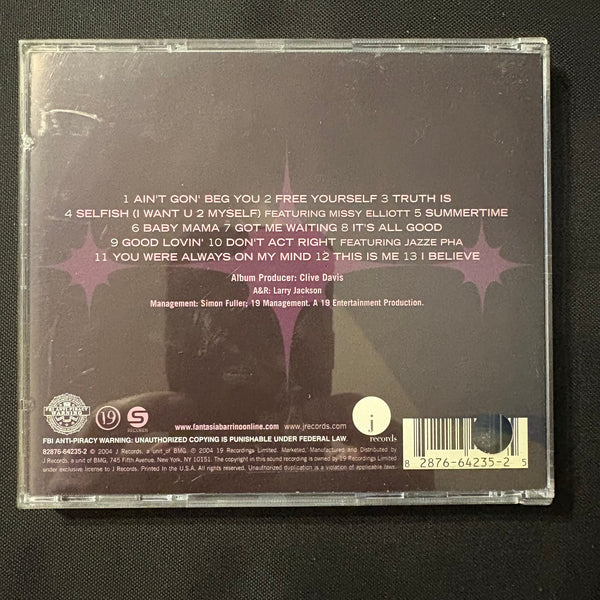 1 AIN'T GON' BEG YOU 2 FREE YOURSELF 3 TRUTH IS
4 SELFISH (I WANT U 2 MYSELF) FEATURING MISSY ELLIOTT 5 SUMMERTIME
6 BABY MAMA 7 GOT ME WAITING 8 IT'S ALL GOOD
9 GOOD LOVIN' 10 DON'T ACT RIGHT FEATURING JAZZE PHA
11 YOU WERE ALWAYS ON MY MIND 12 THIS IS ME 13 I BELIEVE
Album Producer: Clive Davis
A&R: Larry Jackson
Management: Simon Fuller; 19 Management. A 19 Entertainment Production.
FBI ANTI-PIRACY WARNING
19
S
RECORDS
www.fantasiabarrinoonline.com www.jrecords.com
j
records
FBI ANTI-PIRACY WARNING: UNAUTHORIZED COPYING IS PUNISHABLE UNDER FEDERAL LAW.
82876-64235-2 © 2004 J Records, a unit of BMG. ℗ 2004 19 Recordings Limited. Marketed, Manufactured and Distributed by
J Records, a unit of BMG, 745 Fifth Avenue, New York, NY 10151. The copyright in this sound recording is owned by 19 Recordings Limited
under exclusive license to J Records. Printed in the U.S.A. All rights reserved. Unauthorized duplication is a violation of applicable laws.
8 28766-64235-2 5